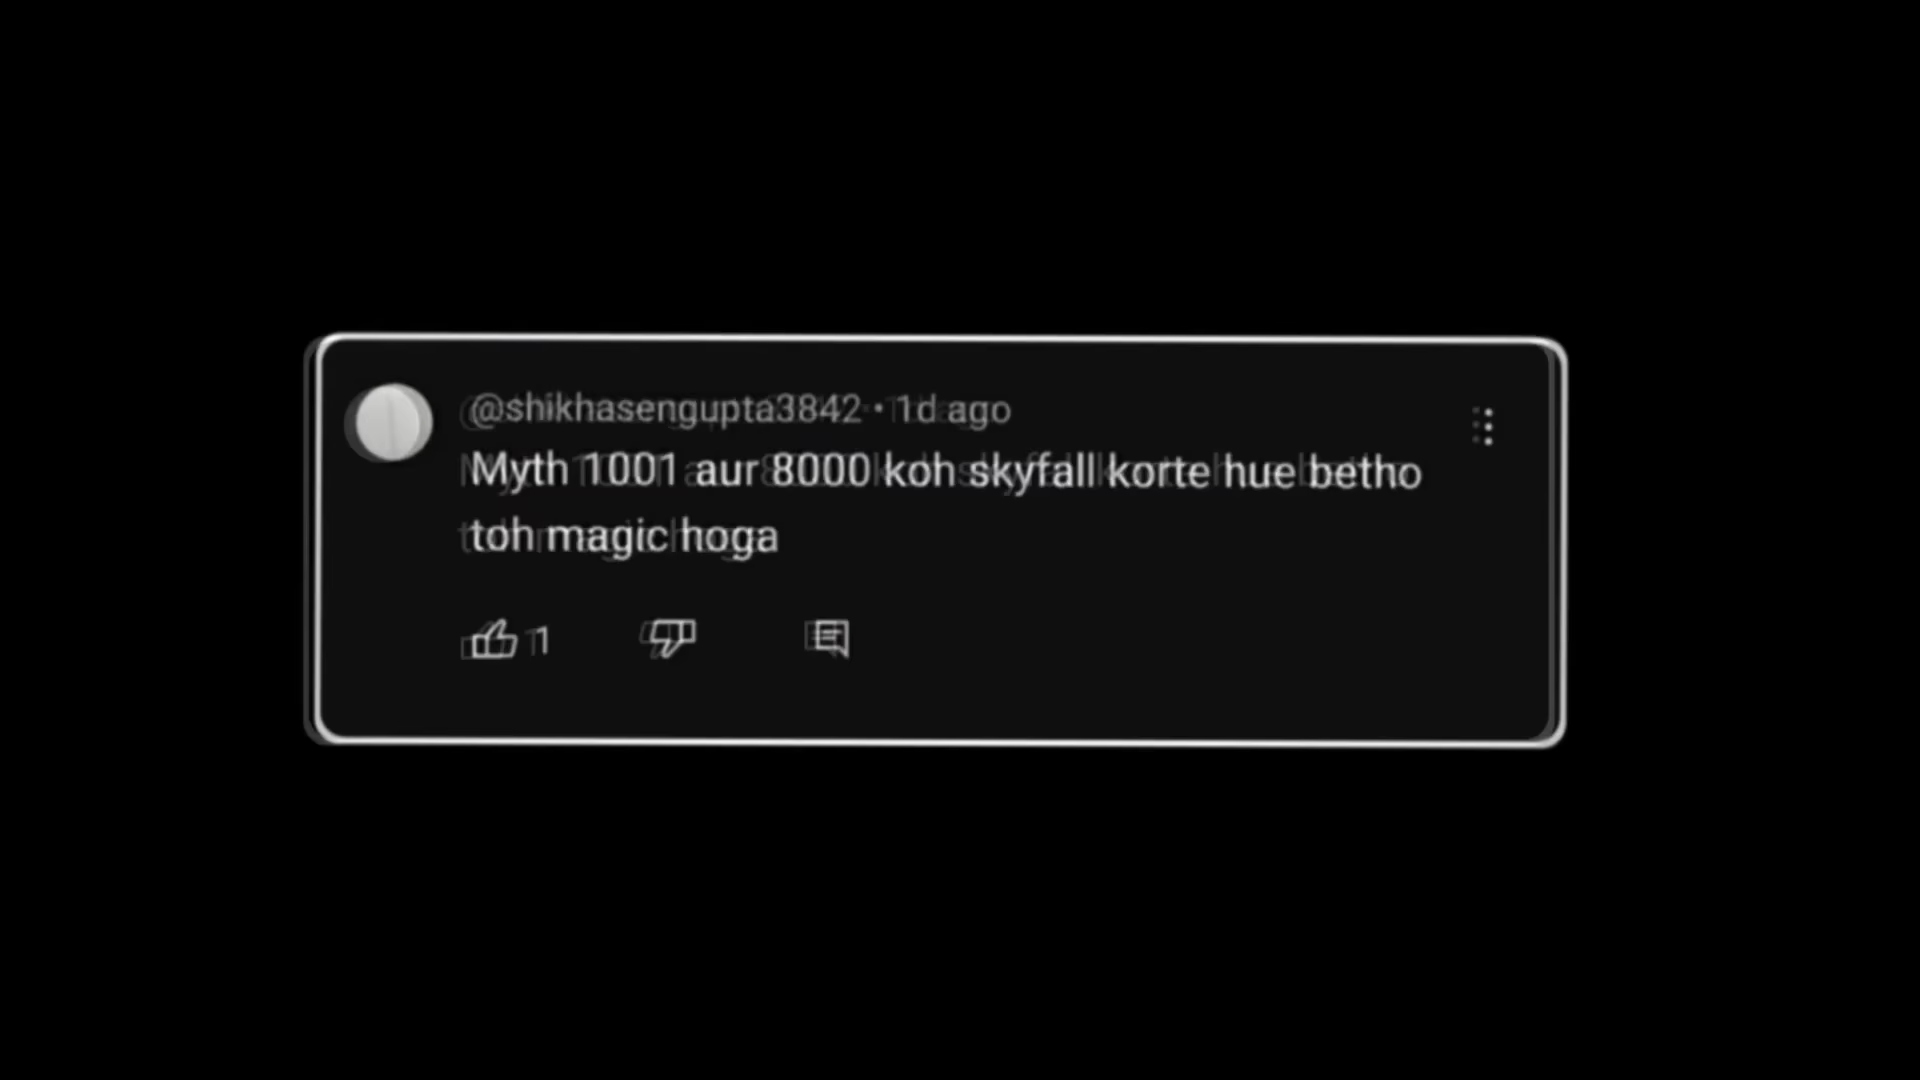 @shikhasengupta3842 • 1d ago
Myth 1001 aur 8000 koh skyfall korte hue betho
toh magic hoga
1